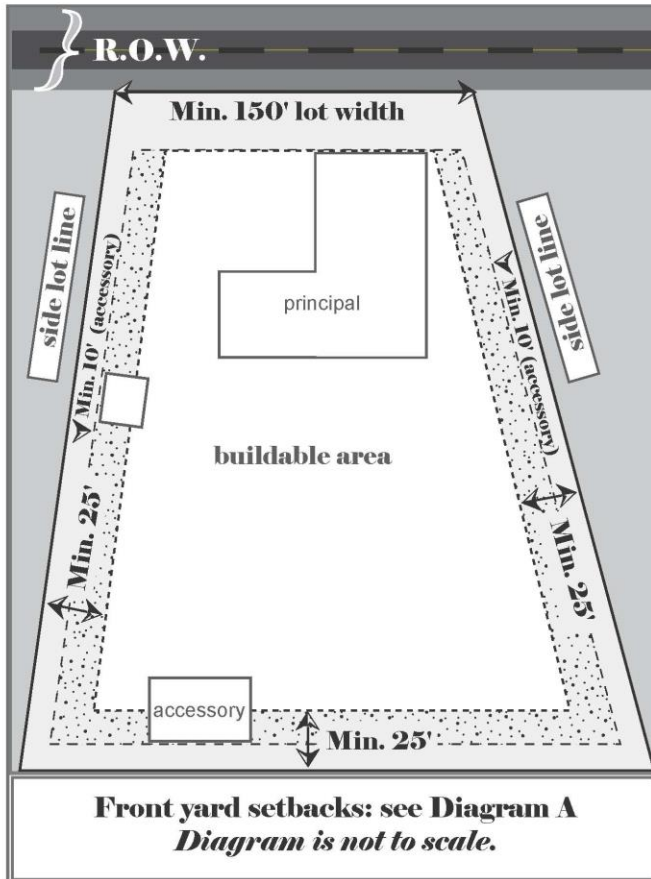 R.O.W.
Min. 150' lot width
side lot line
side lot line
Min. 10' (accessory)
Min. 10' (accessory)
principal
buildable area
Min. 25'
Min. 25'
accessory
Min. 25'
Front yard setbacks: see Diagram A
Diagram is not to scale.